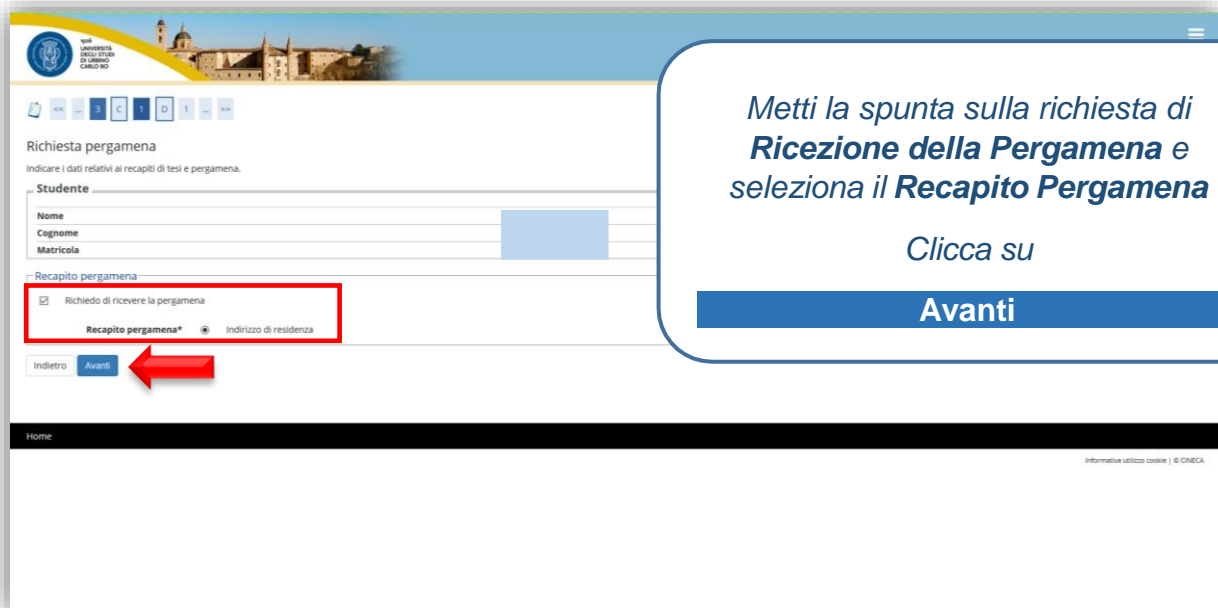 1506
UNIVERSITÀ
DEGLI STUDI
DI URBINO
CARLO BO
<< ... 3 C 1 D 1 ... >>
Richiesta pergamena
Indicare i dati relativi ai recapiti di tesi e pergamena.
Studente
Nome
Cognome
Matricola
Recapito pergamena
Richiedo di ricevere la pergamena
Recapito pergamena* Indirizzo di residenza
Indietro Avanti
Metti la spunta sulla richiesta di
Ricezione della Pergamena e
seleziona il Recapito Pergamena
Clicca su
Avanti
Home
Informativa utilizzo cookie | © CINECA